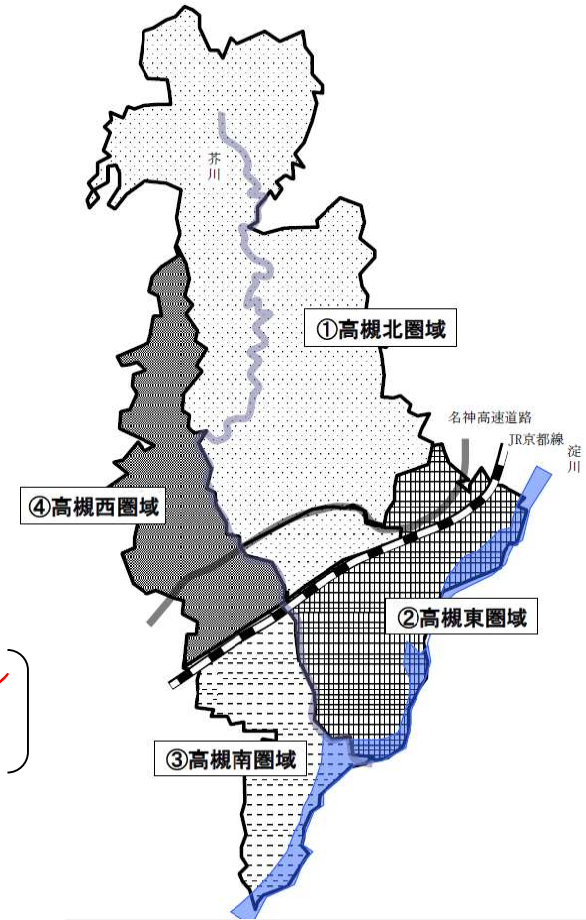 芥川
①高槻北圏域
名神高速道路
JR京都線
淀川
④高槻西圏域
②高槻東圏域
③高槻南圏域